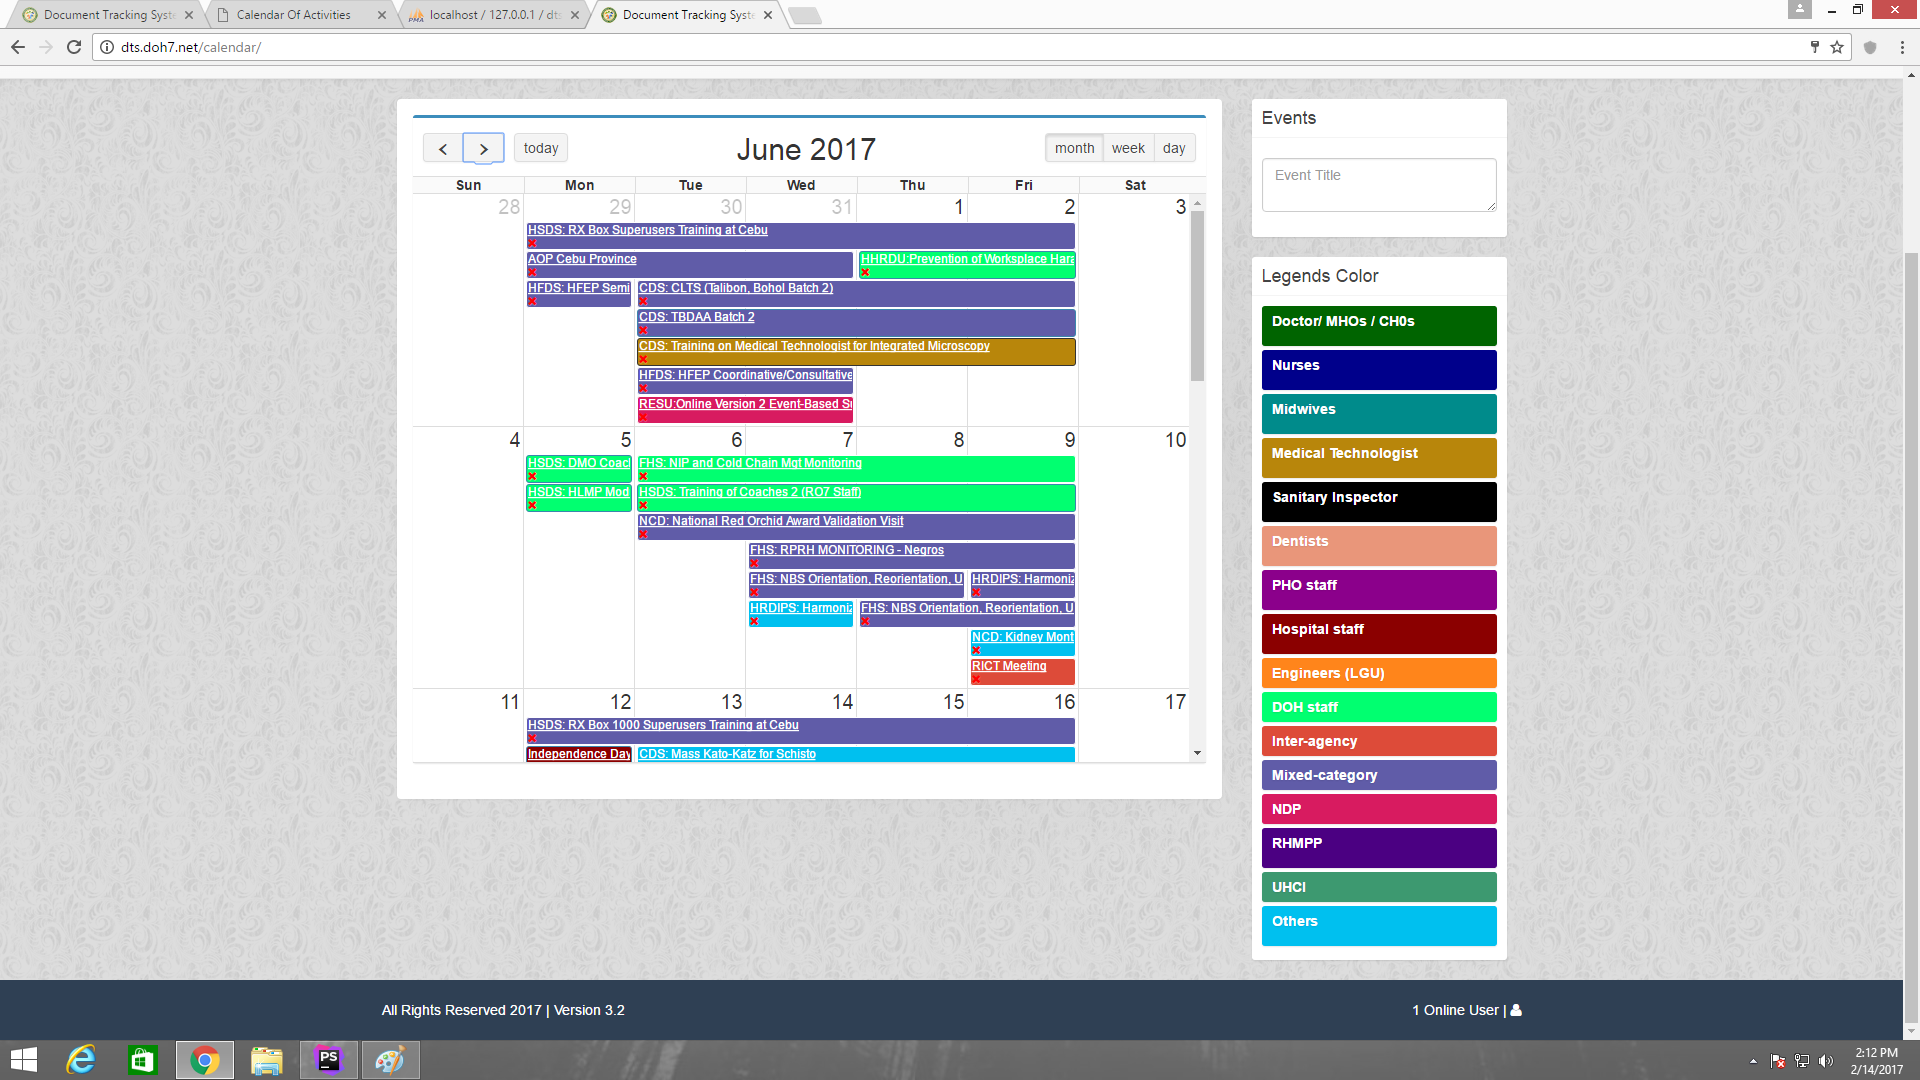 Document Tracking Syste
Calendar Of Activities
localhost / 127.0.0.1 / dts
Document Tracking Syste
dts.doh7.net/calendar/
today
June 2017
month
week
day
Sun Mon Tue Wed Thu Fri Sat
28 29 30 31 1 2 3
HSDS: RX Box Superusers Training at Cebu
AOP Cebu Province
HHRDU:Prevention of Worksplace Hara
HFDS: HFEP Semi
CDS: CLTS (Talibon, Bohol Batch 2)
CDS: TBDAA Batch 2
CDS: Training on Medical Technologist for Integrated Microscopy
HFDS: HFEP Coordinative/Consultative
RESU:Online Version 2 Event-Based Su
4 5 6 7 8 9 10
HSDS: DMO Coac
FHS: NIP and Cold Chain Mgt Monitoring
HSDS: HLMP Mod
HSDS: Training of Coaches 2 (RO7 Staff)
NCD: National Red Orchid Award Validation Visit
FHS: RPRH MONITORING - Negros
FHS: NBS Orientation, Reorientation, U
HRDIPS: Harmoniz
HRDIPS: Harmoniz
FHS: NBS Orientation, Reorientation, U
NCD: Kidney Mont
RICT Meeting
11 12 13 14 15 16 17
HSDS: RX Box 1000 Superusers Training at Cebu
Independence Day
CDS: Mass Kato-Katz for Schisto
Events
Event Title
Legends Color
Doctor/ MHOs / CH0s
Nurses
Midwives
Medical Technologist
Sanitary Inspector
Dentists
PHO staff
Hospital staff
Engineers (LGU)
DOH staff
Inter-agency
Mixed-category
NDP
RHMPP
UHCI
Others
All Rights Reserved 2017 | Version 3.2
1 Online User |
PS
2:12 PM
2/14/2017